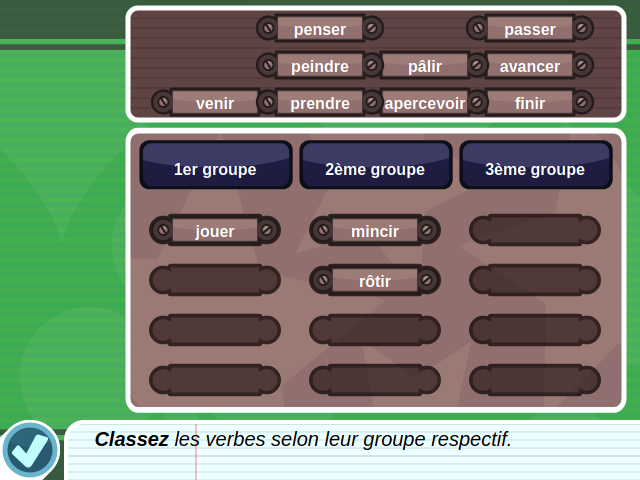 penser passer
peindre pâlir avancer
venir prendre apercevoir finir
1er groupe 2ème groupe 3ème groupe
jouer mincir
rôtir
Classez les verbes selon leur groupe respectif.